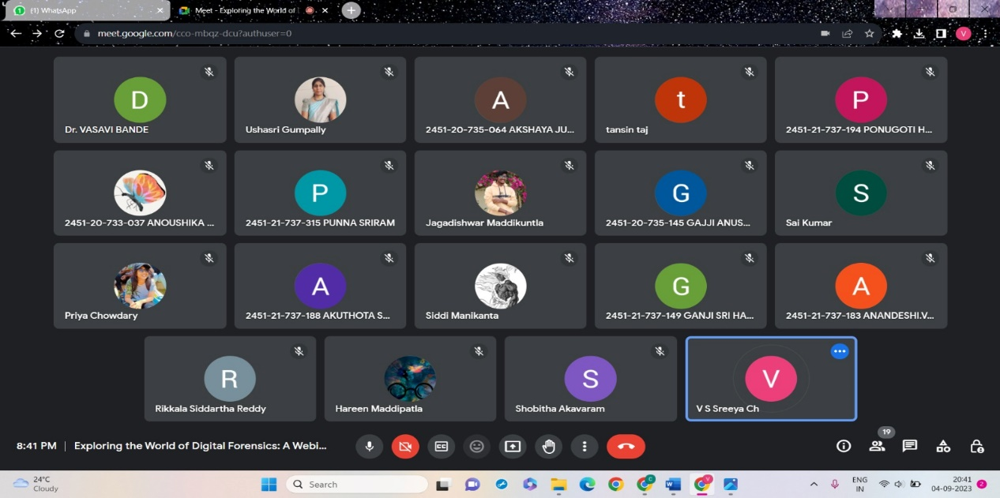 (1) WhatsApp
Meet - Exploring the World of
meet.google.com/cco-mbqz-dcu?authuser=0
V
D
A
t
P
Dr. VASAVI BANDE
Ushasri Gumpally
2451-20-735-064 AKSHAYA JU...
tansin taj
2451-21-737-194 PONUGOTI H...
P
G
S
2451-20-733-037 ANOUSHIKA ...
2451-21-737-315 PUNNA SRIRAM
Jagadishwar Maddikuntla
2451-20-735-145 GAJJI ANUS...
Sai Kumar
A
G
A
Priya Chowdary
2451-21-737-188 AKUTHOTA S...
Siddi Manikanta
2451-21-737-149 GANJI SRI HA...
2451-21-737-183 ANANDESHI.V...
R
S
V
Rikkala Siddartha Reddy
Hareen Maddipatla
Shobitha Akavaram
V S Sreeya Ch
8:41 PM | Exploring the World of Digital Forensics: A Webi...
CC
19
24°C
Cloudy
Search
ENG
IN
20:41
04-09-2023
2